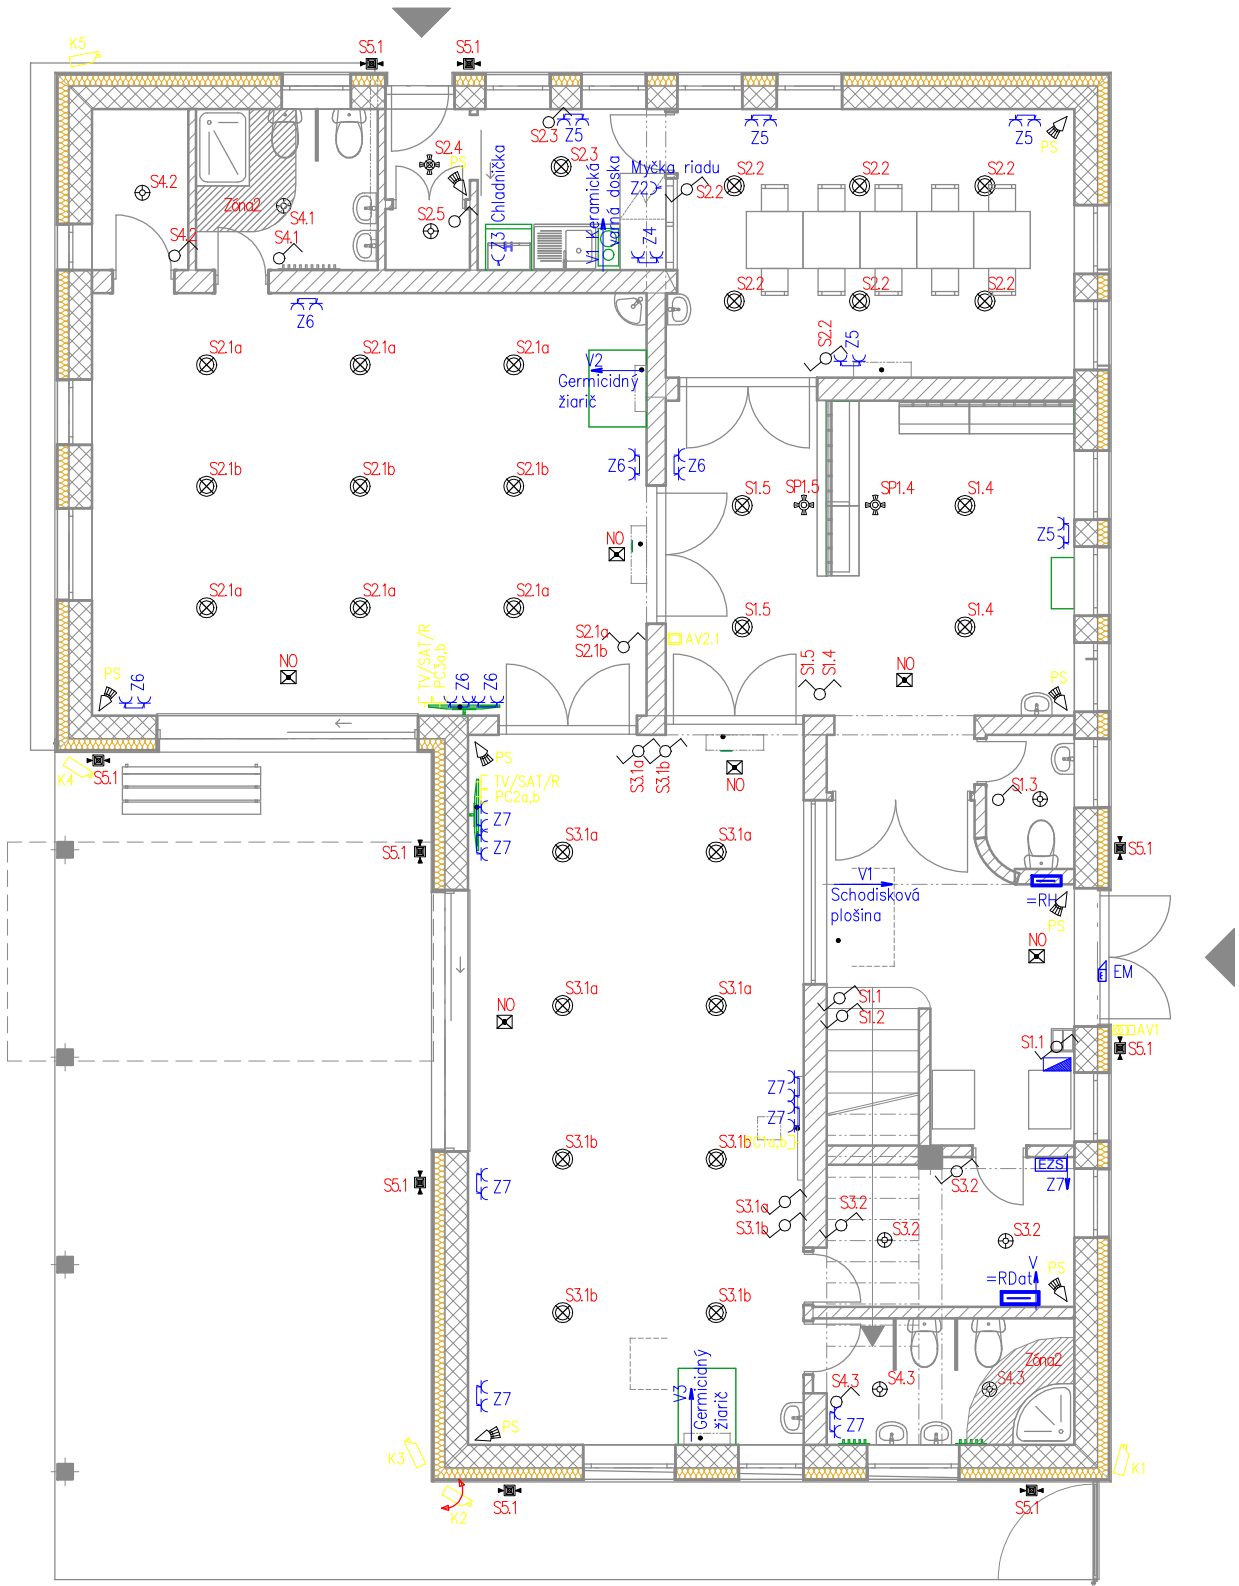 K5
S5.1
S5.1
S2.3
Z5
S2.3
Z5
Z5
PS
S2.4
PS
Chladnička
Z3
V1 Keramická
varná doska
Myčka riadu
Z2
S2.2
Z4
S2.2
S2.2
S2.2
S4.2
S4.2
Zóna2
S4.1
S4.1
S2.5
S2.2
S2.2
S2.2
Z6
S2.2
Z5
S2.1a
S2.1a
S2.1a
V2
Germicidný
žiarič
S2.1b
S2.1b
S2.1b
Z6
Z6
S1.5
SP1.5
SP1.4
S1.4
Z5
NO
S2.1a
S2.1a
S2.1a
S2.1a
S2.1b
AV2.1
S1.5
S1.4
S1.5
S1.4
NO
PS
NO
PS
Z6
TV/SAT/R
PC3a,b
Z6
Z6
K4
S5.1
PS
TV/SAT/R
PC2a,b
Z7
Z7
S3.1a
S3.1b
NO
S1.3
S5.1
S3.1a
S3.1a
S5.1
V1
Schodisková
plošina
=RH
PS
NO
EM
S3.1a
S3.1a
NO
S1.1
S1.2
S1.1
AV1
S5.1
Z7
Z7
PC1a,b
S3.1b
S3.1b
S5.1
Z7
S3.1a
S3.1b
S3.2
S3.2
EZS
Z7
S3.2
S3.2
V
=RDat
PS
S3.1b
S3.1b
V3
Germicidný
žiarič
Zóna2
S4.3
S4.3
S4.3
Z7
Z7
PS
K3
K2
S5.1
S5.1
K1